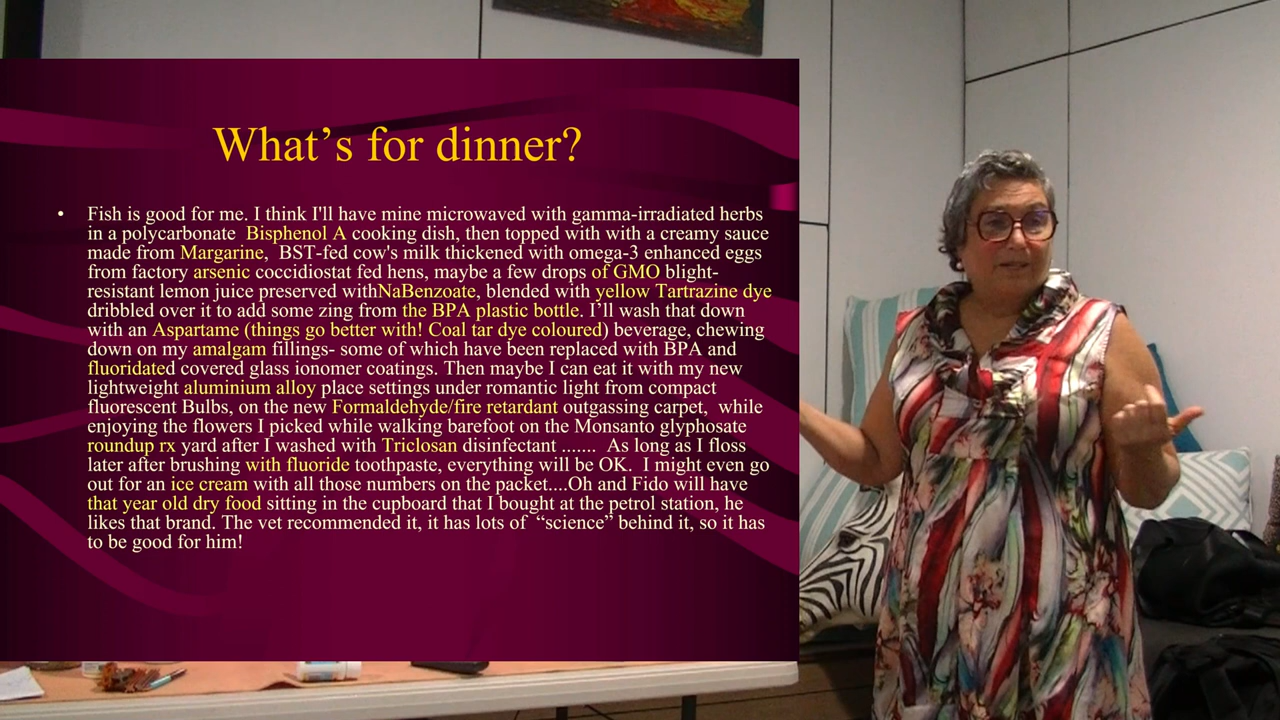 What's for dinner?
• Fish is good for me. I think I'll have mine microwaved with gamma-irradiated herbs
in a polycarbonate Bisphenol A cooking dish, then topped with with a creamy sauce
made from Margarine, BST-fed cow's milk thickened with omega-3 enhanced eggs
from factory arsenic coccidiostat fed hens, maybe a few drops of GMO blight-
resistant lemon juice preserved withNaBenzoate, blended with yellow Tartrazine dye
dribbled over it to add some zing from the BPA plastic bottle. I'll wash that down
with an Aspartame (things go better with! Coal tar dye coloured) beverage, chewing
down on my amalgam fillings- some of which have been replaced with BPA and
fluoridated covered glass ionomer coatings. Then maybe I can eat it with my new
lightweight aluminium alloy place settings under romantic light from compact
fluorescent Bulbs, on the new Formaldehyde/fire retardant outgassing carpet, while
enjoying the flowers I picked while walking barefoot on the Monsanto glyphosate
roundup rx yard after I washed with Triclosan disinfectant ....... As long as I floss
later after brushing with fluoride toothpaste, everything will be OK. I might even go
out for an ice cream with all those numbers on the packet....Oh and Fido will have
that year old dry food sitting in the cupboard that I bought at the petrol station, he
likes that brand. The vet recommended it, it has lots of “science” behind it, so it has
to be good for him!